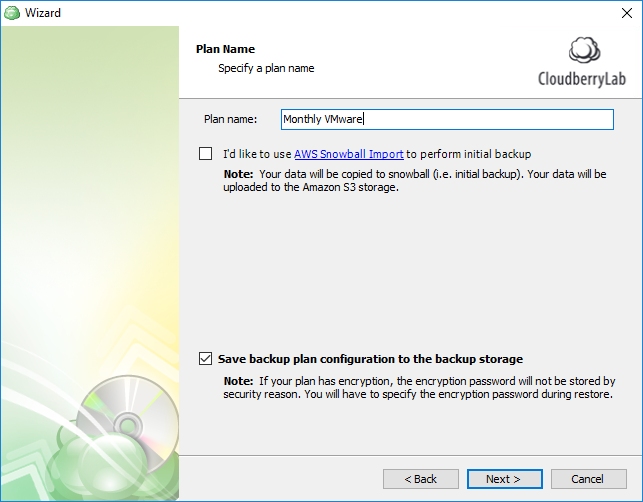 Wizard
Plan Name
Specify a plan name
CloudberryLab
Plan name: Monthly VMware
I'd like to use AWS Snowball Import to perform initial backup
Note: Your data will be copied to snowball (i.e. initial backup). Your data will be
uploaded to the Amazon S3 storage.
Save backup plan configuration to the backup storage
Note: If your plan has encryption, the encryption password will not be stored by
security reason. You will have to specify the encryption password during restore.
< Back Next > Cancel